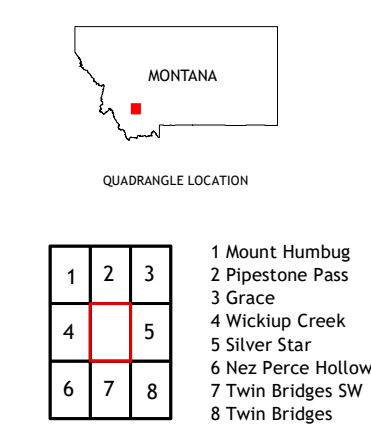 MONTANA
QUADRANGLE LOCATION
1 2 3
4 5
6 7 8
1 Mount Humbug
2 Pipestone Pass
3 Grace
4 Wickiup Creek
5 Silver Star
6 Nez Perce Hollow
7 Twin Bridges SW
8 Twin Bridges